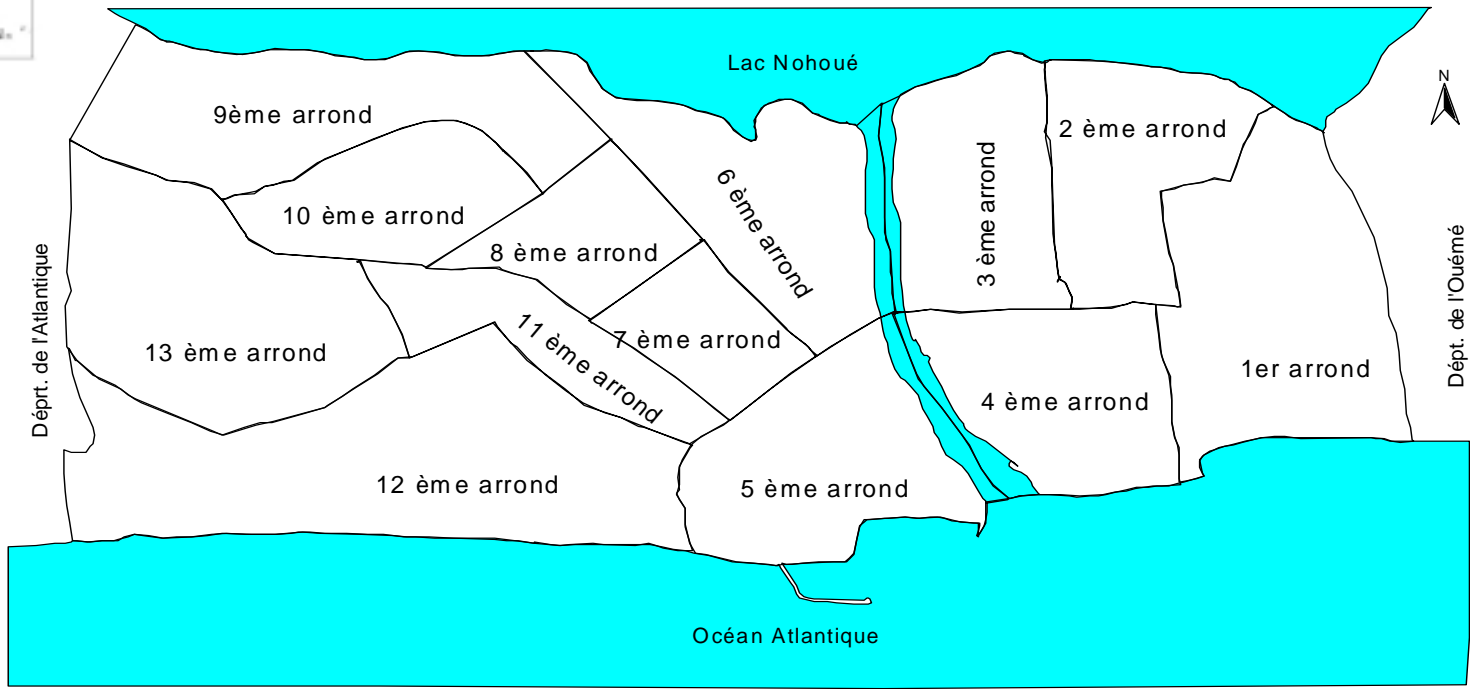 Lac Nohoué
N
9ème arrond
2 ème arrond
6 ème arrond
3 ème arrond
10 ème arrond
8 ème arrond
Déprt. de l'Atlantique
Dépt. de l'Ouémé
11 ème arrond
7 ème arrond
13 ème arrond
1er arrond
4 ème arrond
12 ème arrond
5 ème arrond
Océan Atlantique